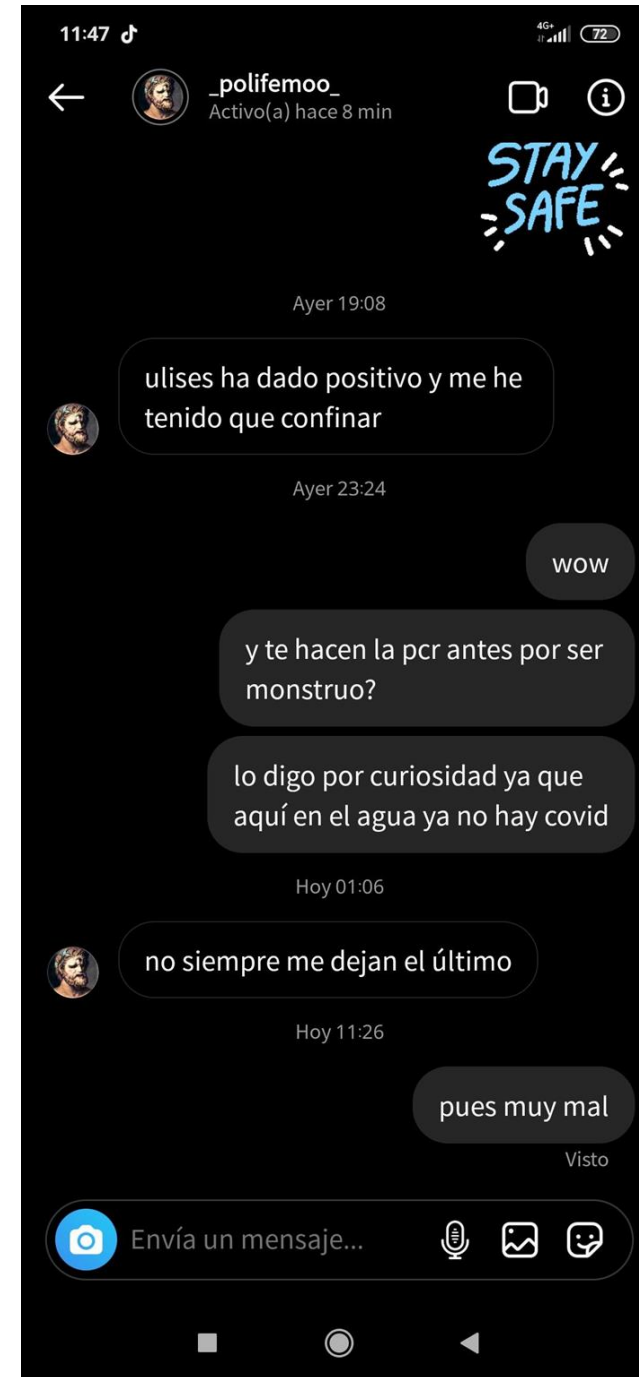 11:47
4G+
72
_polifemoo_
Activo(a) hace 8 min
STAY
SAFE
Ayer 19:08
ulises ha dado positivo y me he
tenido que confinar
Ayer 23:24
wow
y te hacen la pcr antes por ser
monstruo?
lo digo por curiosidad ya que
aquí en el agua ya no hay covid
Hoy 01:06
no siempre me dejan el último
Hoy 11:26
pues muy mal
Visto
Envía un mensaje...